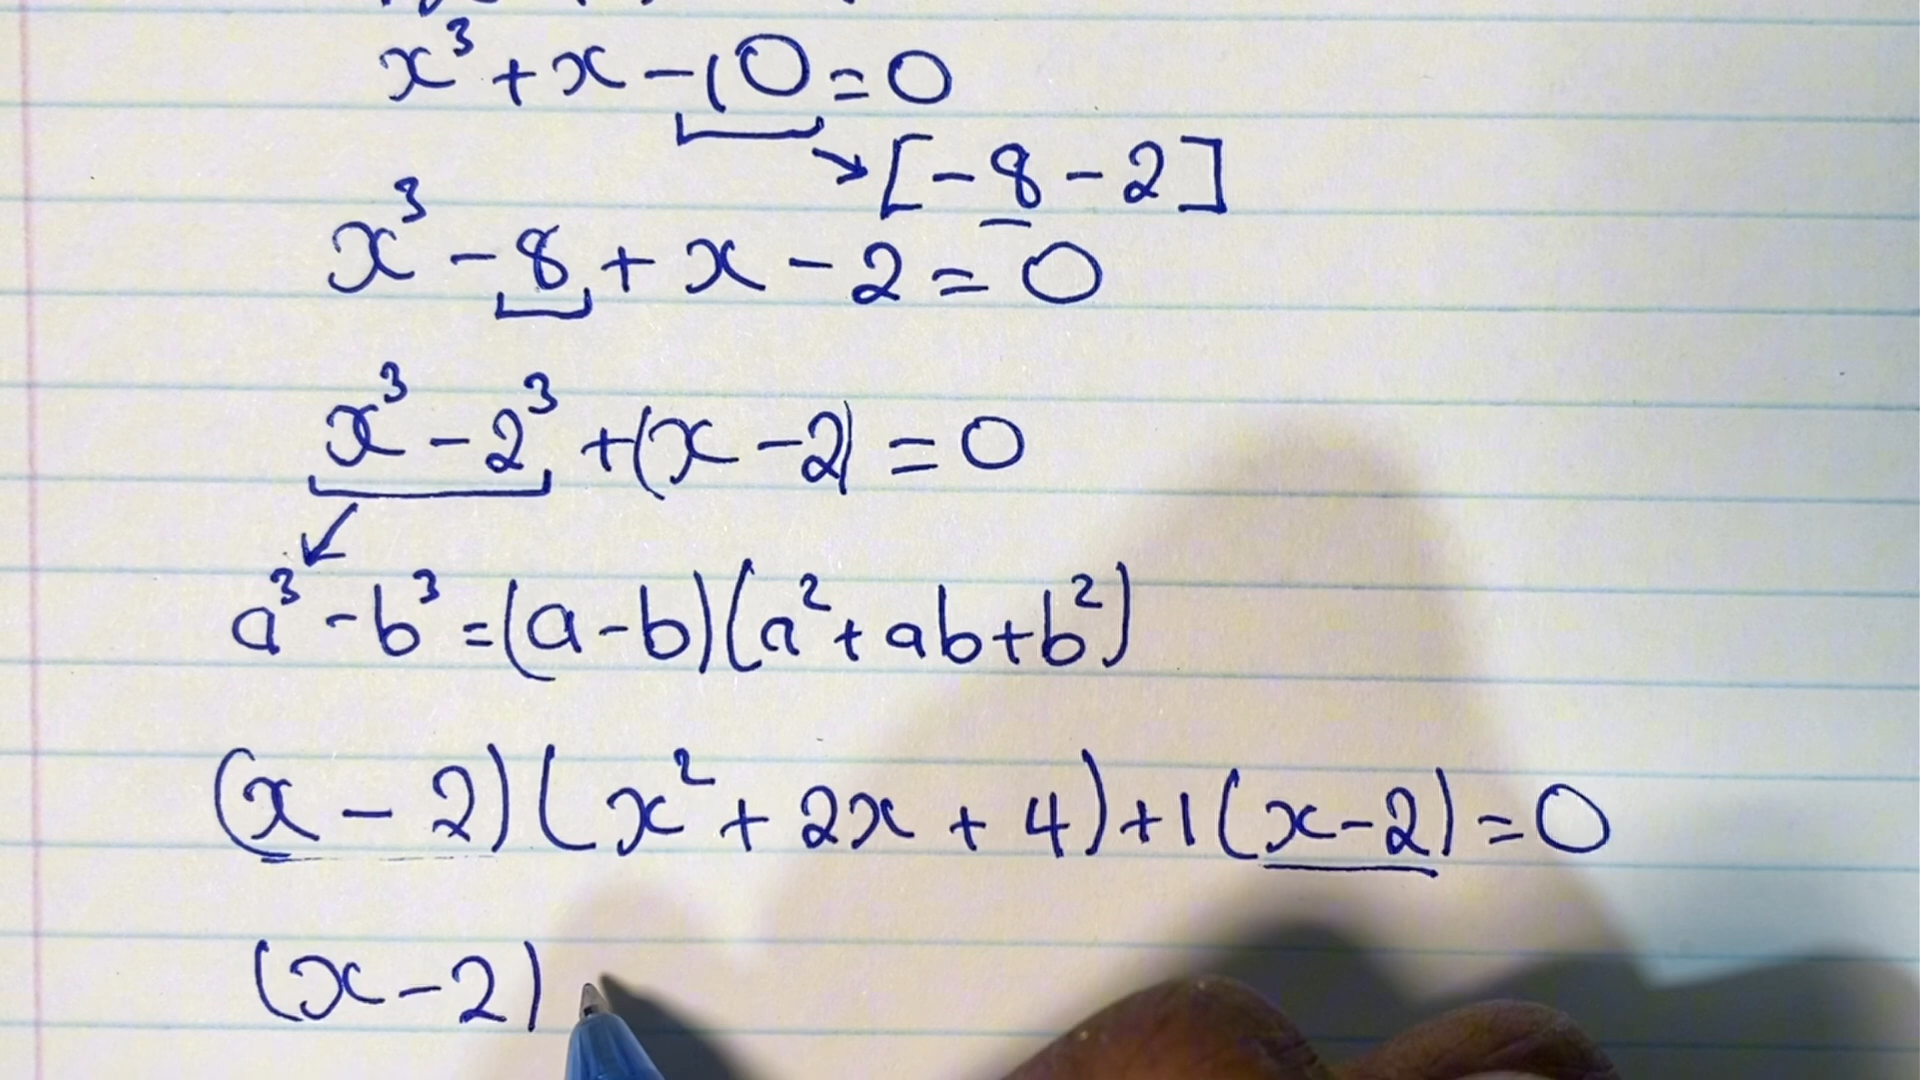 x³ + x - 10 = 0
→ [-8 - 2]
x³ - 8 + x - 2 = 0
x³ - 2³ + (x - 2) = 0
a³ - b³ = (a - b)(a² + ab + b²)
(x - 2)(x² + 2x + 4) + 1(x - 2) = 0
(x - 2)